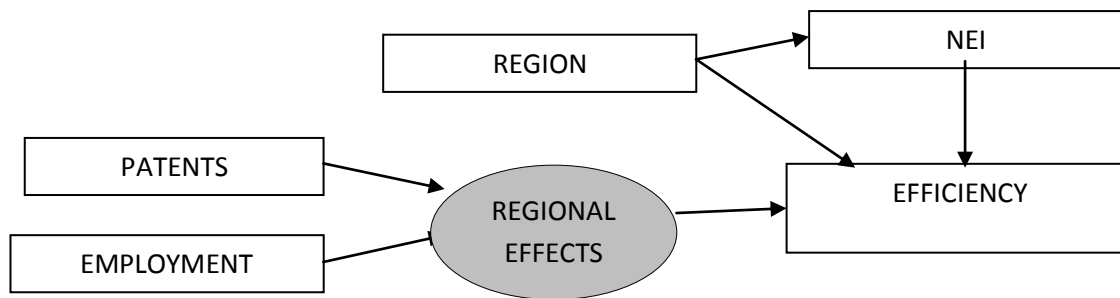 NEI
REGION
PATENTS
EFFICIENCY
REGIONAL
EFFECTS
EMPLOYMENT